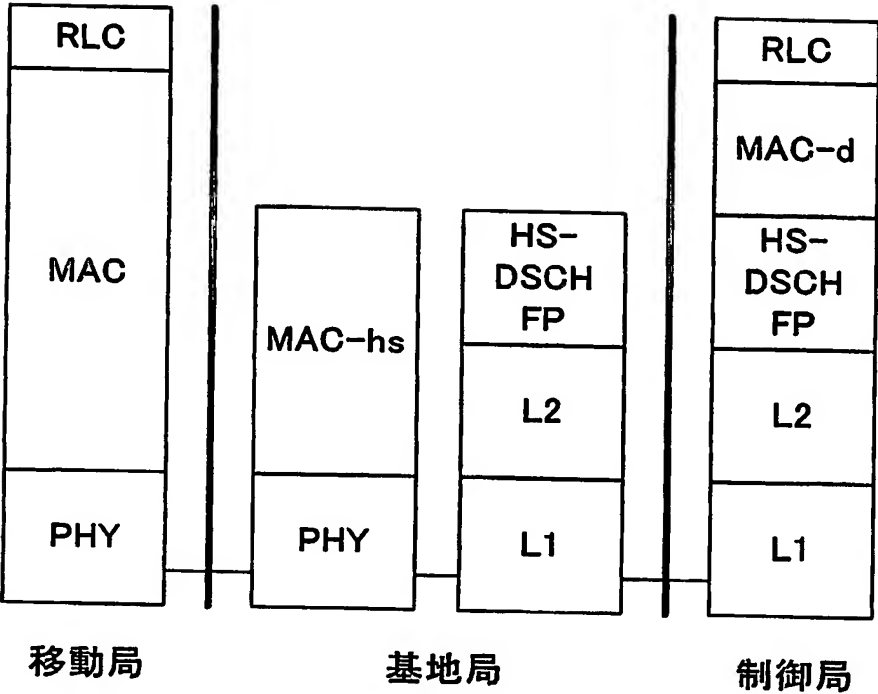 RLC
MAC
PHY
MAC-hs
PHY
HS-
DSCH
FP
L2
L1
RLC
MAC-d
HS-
DSCH
FP
L2
L1
移動局
基地局
制御局